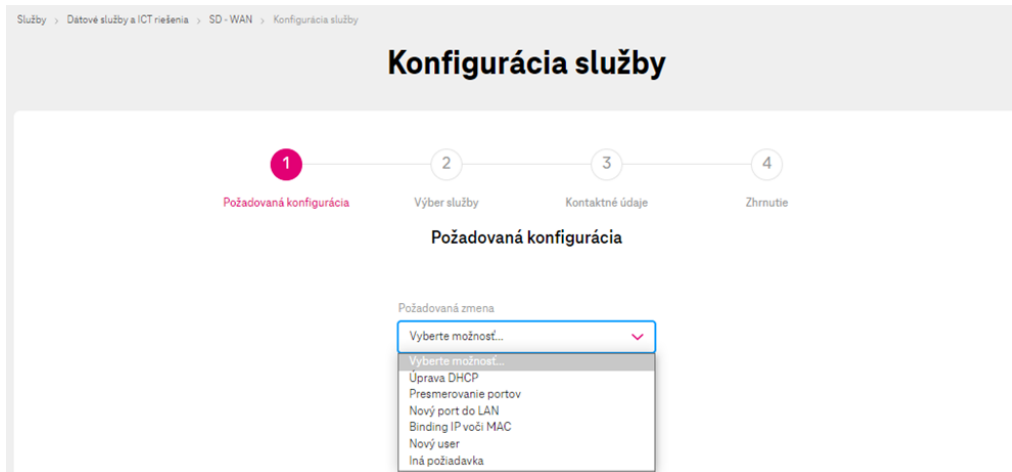 Služby > Dátové služby a ICT riešenia > SD - WAN > Konfigurácia služby
Konfigurácia služby
1 2 3 4
Požadovaná konfigurácia Výber služby Kontaktné údaje Zhrnutie
Požadovaná konfigurácia
Požadovaná zmena
Vyberte možnosť...
Vyberte možnosť...
Úprava DHCP
Presmerovanie portov
Nový port do LAN
Binding IP voči MAC
Nový user
Iná požiadavka